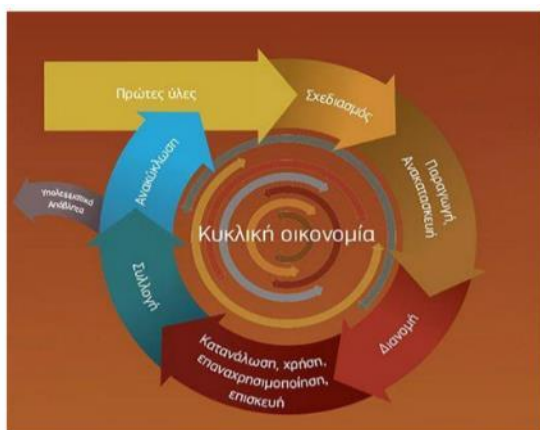 Πρώτες ύλες
Σχεδιασμός
Παραγωγή,
Ανακατασκευή
Διανομή
Κατανάλωση, χρήση,
επαναχρησιμοποίηση,
επισκευή
Συλλογή
Ανακύκλωση
Υπολειμματικά
Απόβλητα
Κυκλική οικονομία